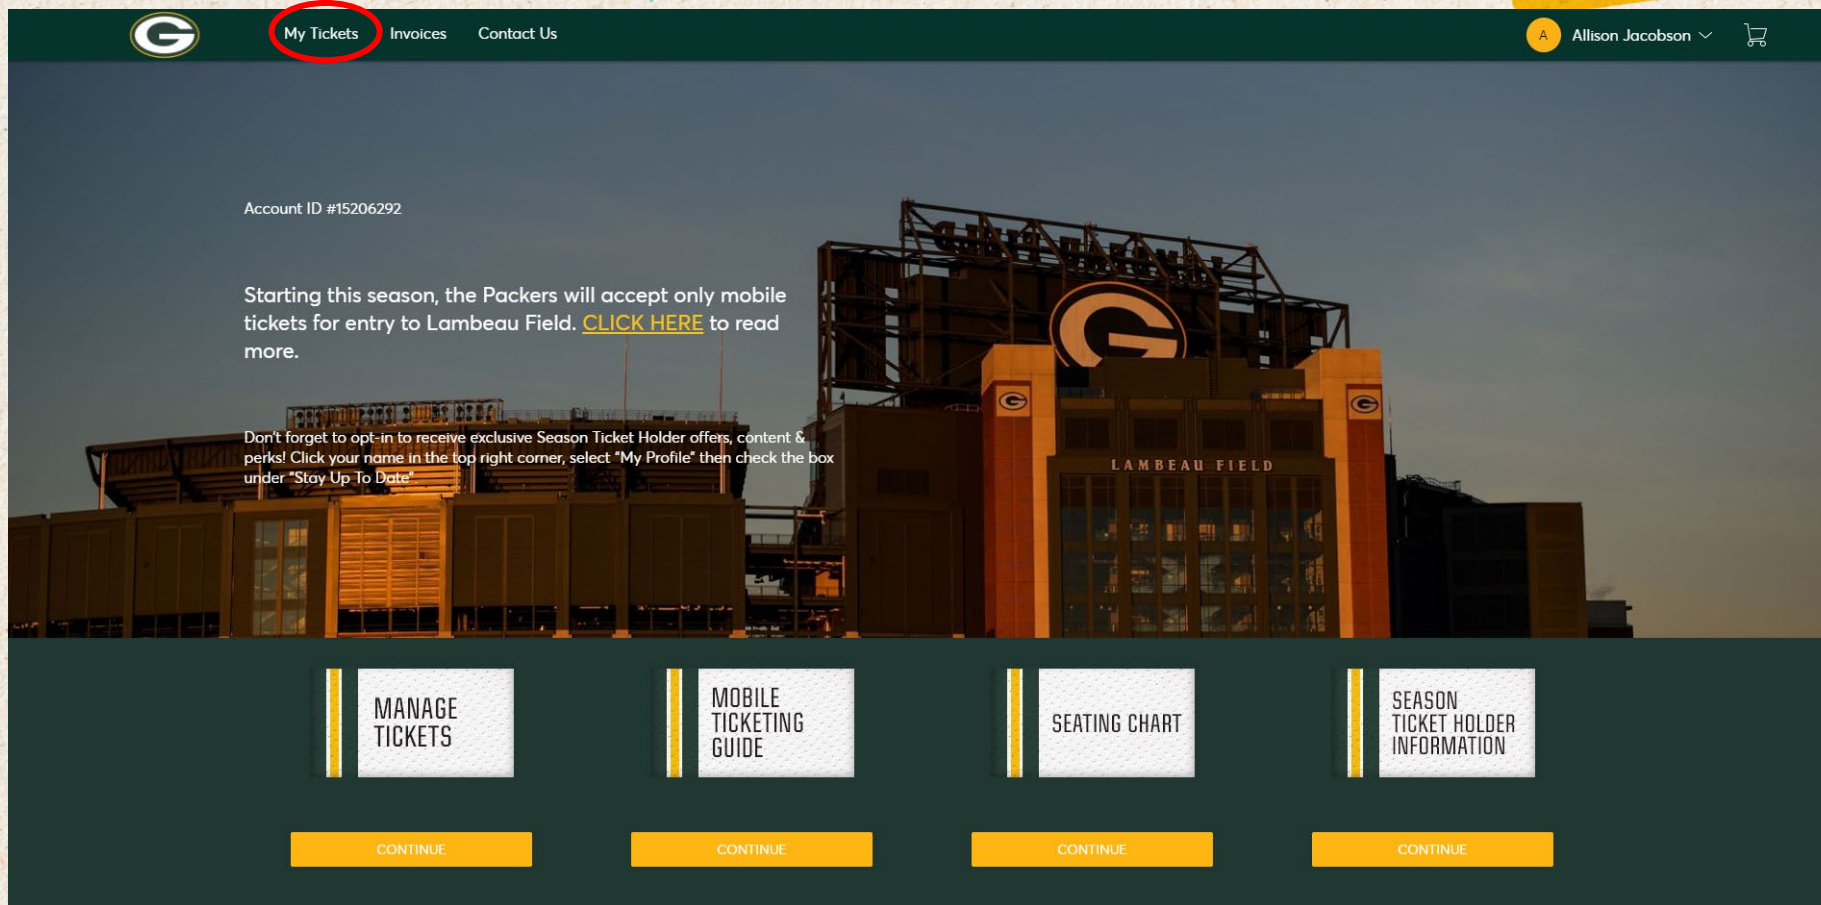 My Tickets Invoices Contact Us
A Allison Jacobson
Account ID #15206292
Starting this season, the Packers will accept only mobile
tickets for entry to Lambeau Field. CLICK HERE to read
more.
Don't forget to opt-in to receive exclusive Season Ticket Holder offers, content &
perks! Click your name in the top right corner, select "My Profile" then check the box
under "Stay Up To Date".
G
LAMBEAU FIELD
MANAGE
TICKETS
MOBILE
TICKETING
GUIDE
SEATING CHART
SEASON
TICKET HOLDER
INFORMATION
CONTINUE
CONTINUE
CONTINUE
CONTINUE